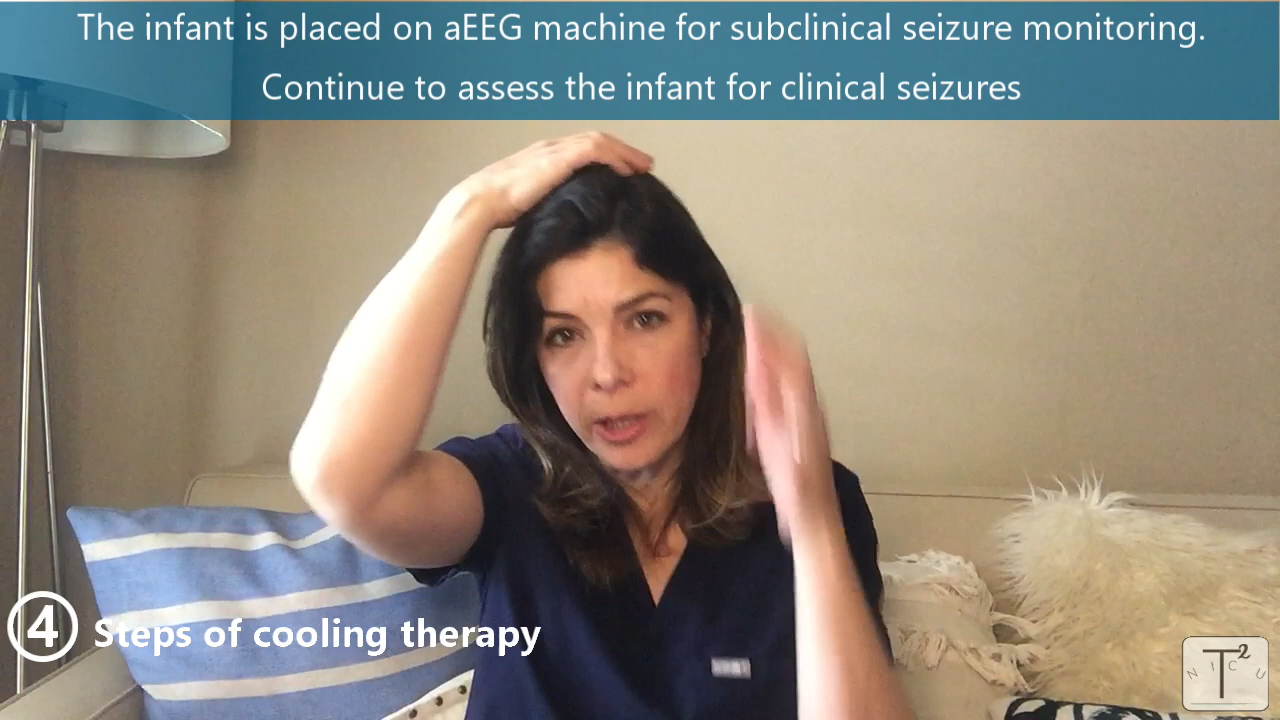 The infant is placed on aEEG machine for subclinical seizure monitoring.
Continue to assess the infant for clinical seizures
4 Steps of cooling therapy
T2
NICU